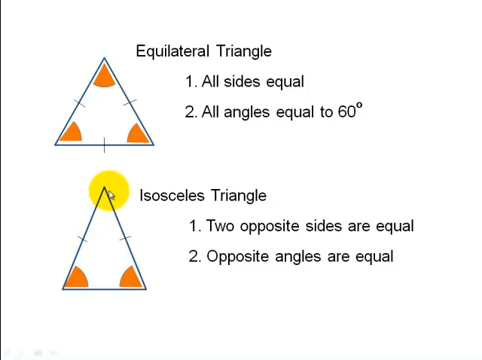 Equilateral Triangle
1. All sides equal
2. All angles equal to 60°
Isosceles Triangle
1. Two opposite sides are equal
2. Opposite angles are equal